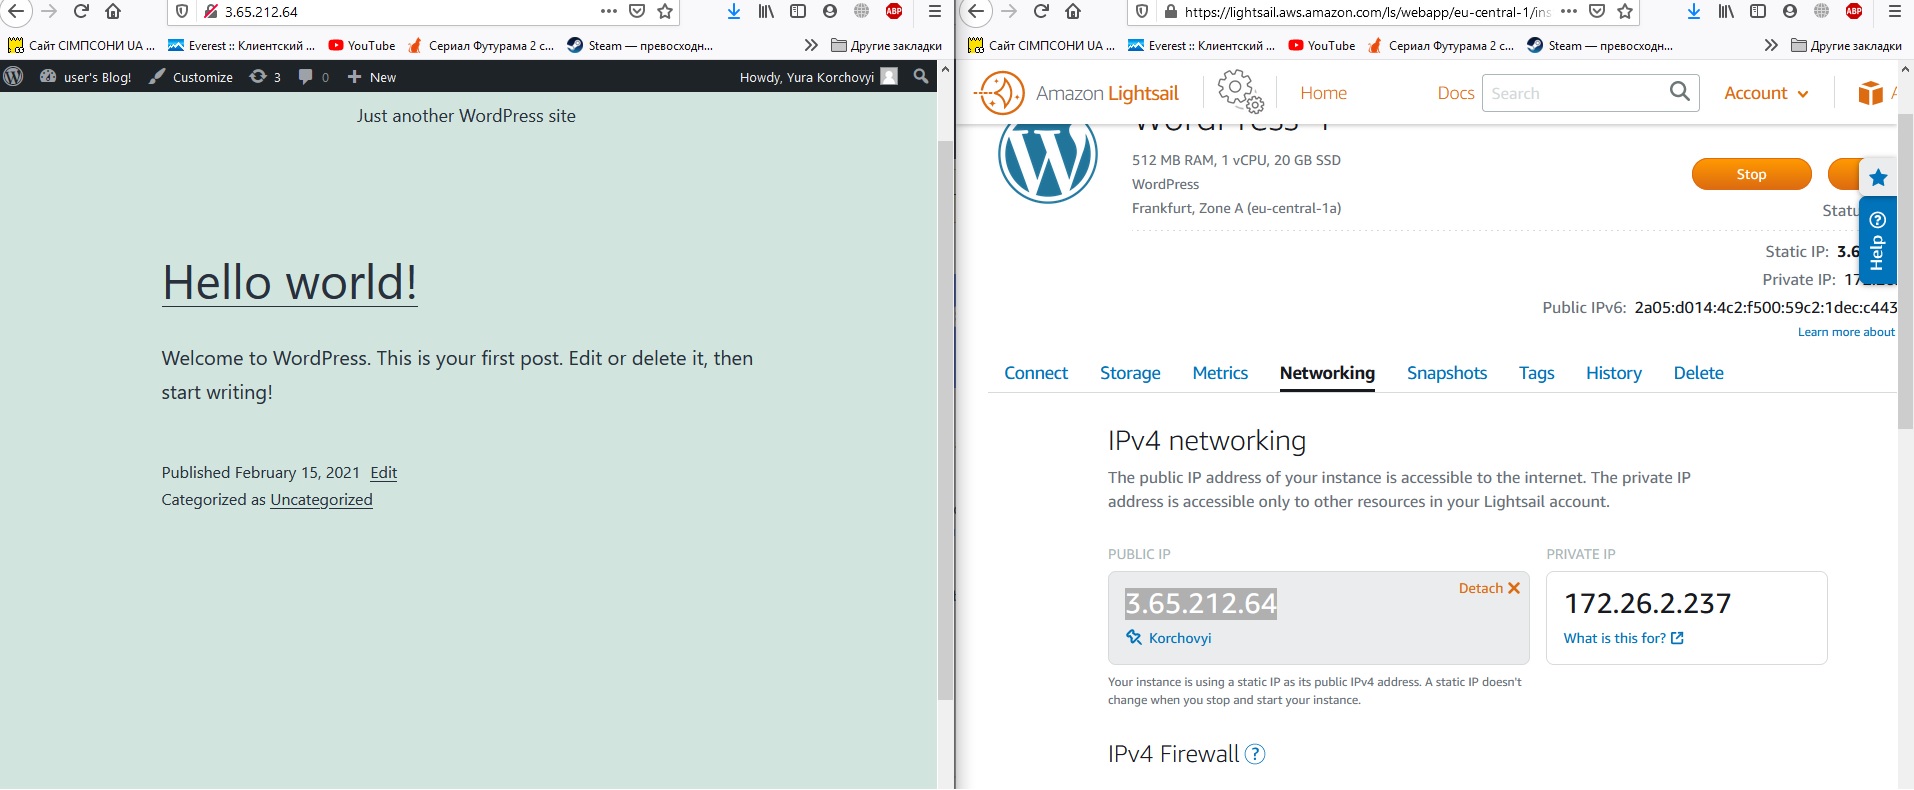 3.65.212.64
Сайт СІМПСОНИ UA ...
Everest :: Клиентский ...
YouTube
Сериал Футурама 2 с...
Steam — превосходн...
Другие закладки
user's Blog!
Customize
3
0
New
Howdy, Yura Korchovyi
Just another WordPress site
Hello world!
Welcome to WordPress. This is your first post. Edit or delete it, then
start writing!
Published February 15, 2021 Edit
Categorized as Uncategorized
https://lightsail.aws.amazon.com/ls/webapp/eu-central-1/ins
Сайт СІМПСОНИ UA ...
Everest :: Клиентский ...
YouTube
Сериал Футурама 2 с...
Steam — превосходн...
Другие закладки
Amazon Lightsail
Home
Docs
Search
Account
512 MB RAM, 1 vCPU, 20 GB SSD
WordPress
Frankfurt, Zone A (eu-central-1a)
Stop
Help
Static IP: 3.6
Private IP: 17
Public IPv6: 2a05:d014:4c2:f500:59c2:1dec:c443
Learn more about
Connect
Storage
Metrics
Networking
Snapshots
Tags
History
Delete
IPv4 networking
The public IP address of your instance is accessible to the internet. The private IP
address is accessible only to other resources in your Lightsail account.
PUBLIC IP
Detach
3.65.212.64
Korchovyi
PRIVATE IP
172.26.2.237
What is this for?
Your instance is using a static IP as its public IPv4 address. A static IP doesn't
change when you stop and start your instance.
IPv4 Firewall